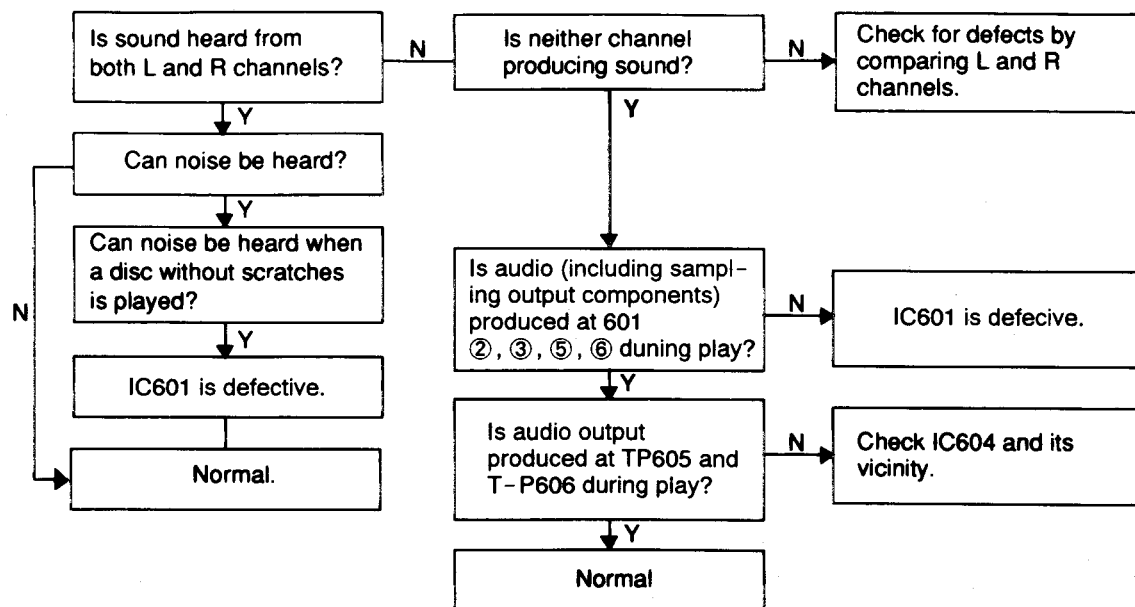 Is sound heard from
both L and R channels?
N
Is neither channel
producing sound?
N
Check for defects by
comparing L and R
channels.
Y
Y
Can noise be heard?
Y
Can noise be heard when
a disc without scratches
is played?
N
Y
IC601 is defective.
Normal.
Is audio (including sampl-
ing output components)
produced at 601
②, ③, ⑤, ⑥ duning play?
N
IC601 is defecive.
Y
Is audio output
produced at TP605 and
T-P606 during play?
N
Check IC604 and its
vicinity.
Y
Normal